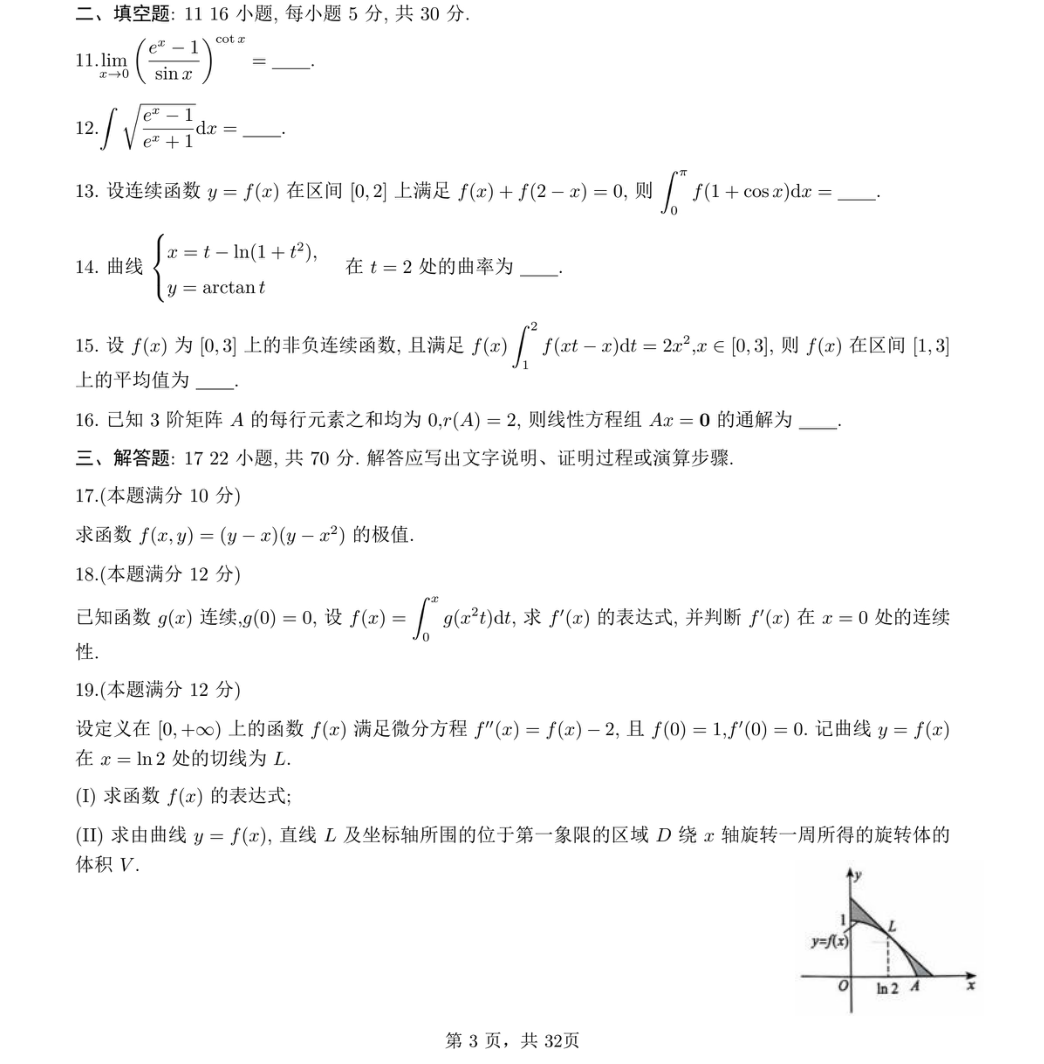 二、填空题: 11 16 小题, 每小题 5 分, 共 30 分.
11. $\lim_{x\to 0}\left(\frac{e^x-1}{\sin x}\right)^{\cot x}$ = ____.
12. $\int\sqrt{\frac{e^x-1}{e^x+1}}\mathrm{d}x$ = ____.
13. 设连续函数 $y=f(x)$ 在区间 $[0,2]$ 上满足 $f(x)+f(2-x)=0$, 则 $\int_0^{\pi}f(1+\cos x)\mathrm{d}x$ = ____.
14. 曲线 $\begin{cases}x=t-\ln(1+t^2),\\y=\arctan t\end{cases}$ 在 $t=2$ 处的曲率为 ____.
15. 设 $f(x)$ 为 $[0,3]$ 上的非负连续函数, 且满足 $f(x)\int_1^2 f(xt-x)\mathrm{d}t=2x^2$,$x\in[0,3]$, 则 $f(x)$ 在区间 $[1,3]$
上的平均值为 ____.
16. 已知 3 阶矩阵 $A$ 的每行元素之和均为 0,$r(A)=2$, 则线性方程组 $Ax=\mathbf{0}$ 的通解为 ____.
三、解答题: 17 22 小题, 共 70 分. 解答应写出文字说明、证明过程或演算步骤.
17.(本题满分 10 分)
求函数 $f(x,y)=(y-x)(y-x^2)$ 的极值.
18.(本题满分 12 分)
已知函数 $g(x)$ 连续,$g(0)=0$, 设 $f(x)=\int_0^x g(x^2t)\mathrm{d}t$, 求 $f'(x)$ 的表达式, 并判断 $f'(x)$ 在 $x=0$ 处的连续
性.
19.(本题满分 12 分)
设定义在 $[0,+\infty)$ 上的函数 $f(x)$ 满足微分方程 $f''(x)=f(x)-2$, 且 $f(0)=1$,$f'(0)=0$. 记曲线 $y=f(x)$
在 $x=\ln 2$ 处的切线为 $L$.
(I) 求函数 $f(x)$ 的表达式;
(II) 求由曲线 $y=f(x)$, 直线 $L$ 及坐标轴所围的位于第一象限的区域 $D$ 绕 $x$ 轴旋转一周所得的旋转体的
体积 $V$.
y
1
L
y=f(x)
O
ln 2
A
x
第 3 页，共 32页